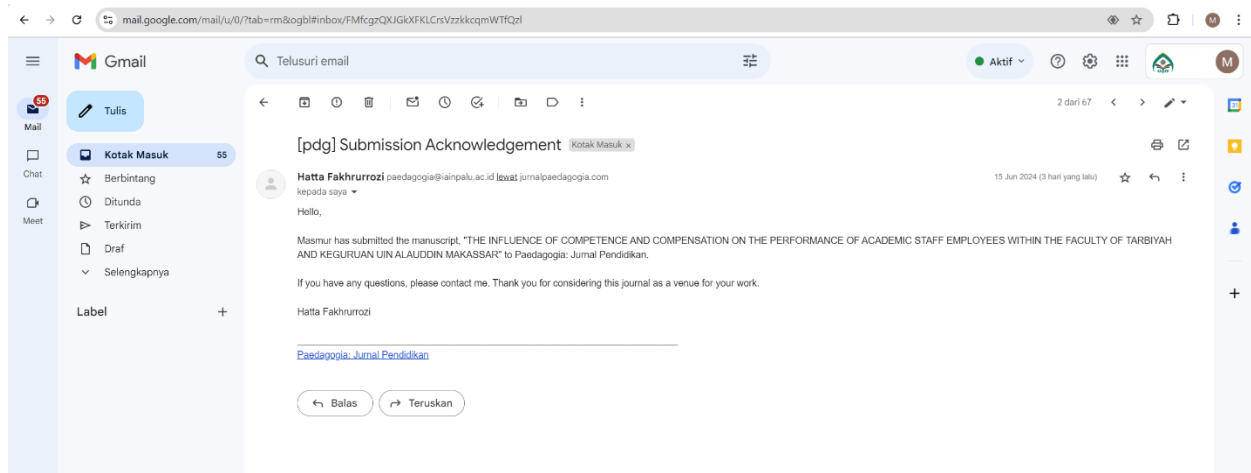 mail.google.com/mail/u/0/?tab=rm&ogbl#inbox/FMfcgzQXJGkXFKLCrsVzzkkcqmWTfQzl
M
Gmail
Telusuri email
Aktif
M
55
Mail
Tulis
2 dari 67
31
[pdg] Submission Acknowledgement Kotak Masuk x
Kotak Masuk 55
Chat
Berbintang
Hatta Fakhrurrozi paedagogia@iainpalu.ac.id lewat jurnalpaedagogia.com
15 Jun 2024 (3 hari yang lalu)
kepada saya
Ditunda
Meet
Hello,
Terkirim
Masmur has submitted the manuscript, "THE INFLUENCE OF COMPETENCE AND COMPENSATION ON THE PERFORMANCE OF ACADEMIC STAFF EMPLOYEES WITHIN THE FACULTY OF TARBIYAH
AND KEGURUAN UIN ALAUDDIN MAKASSAR" to Paedagogia: Jurnal Pendidikan.
Draf
Selengkapnya
If you have any questions, please contact me. Thank you for considering this journal as a venue for your work.
Label +
Hatta Fakhrurrozi
Paedagogia: Jurnal Pendidikan
Balas
Teruskan